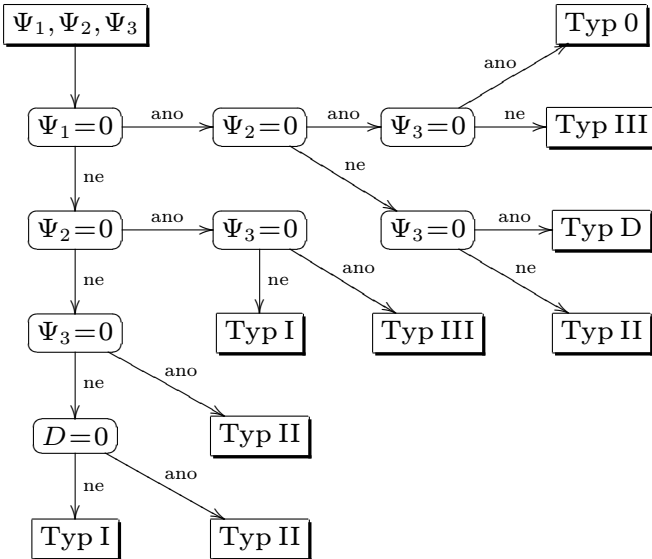 Ψ₁, Ψ₂, Ψ₃
Typ 0
ano
Ψ₁=0
ano
Ψ₂=0
ano
Ψ₃=0
ne
Typ III
ne
ne
Ψ₂=0
ano
Ψ₃=0
Ψ₃=0
ano
Typ D
ne
ne
ano
ne
Ψ₃=0
Typ I
Typ III
Typ II
ne
ano
D=0
Typ II
ne
ano
Typ I
Typ II